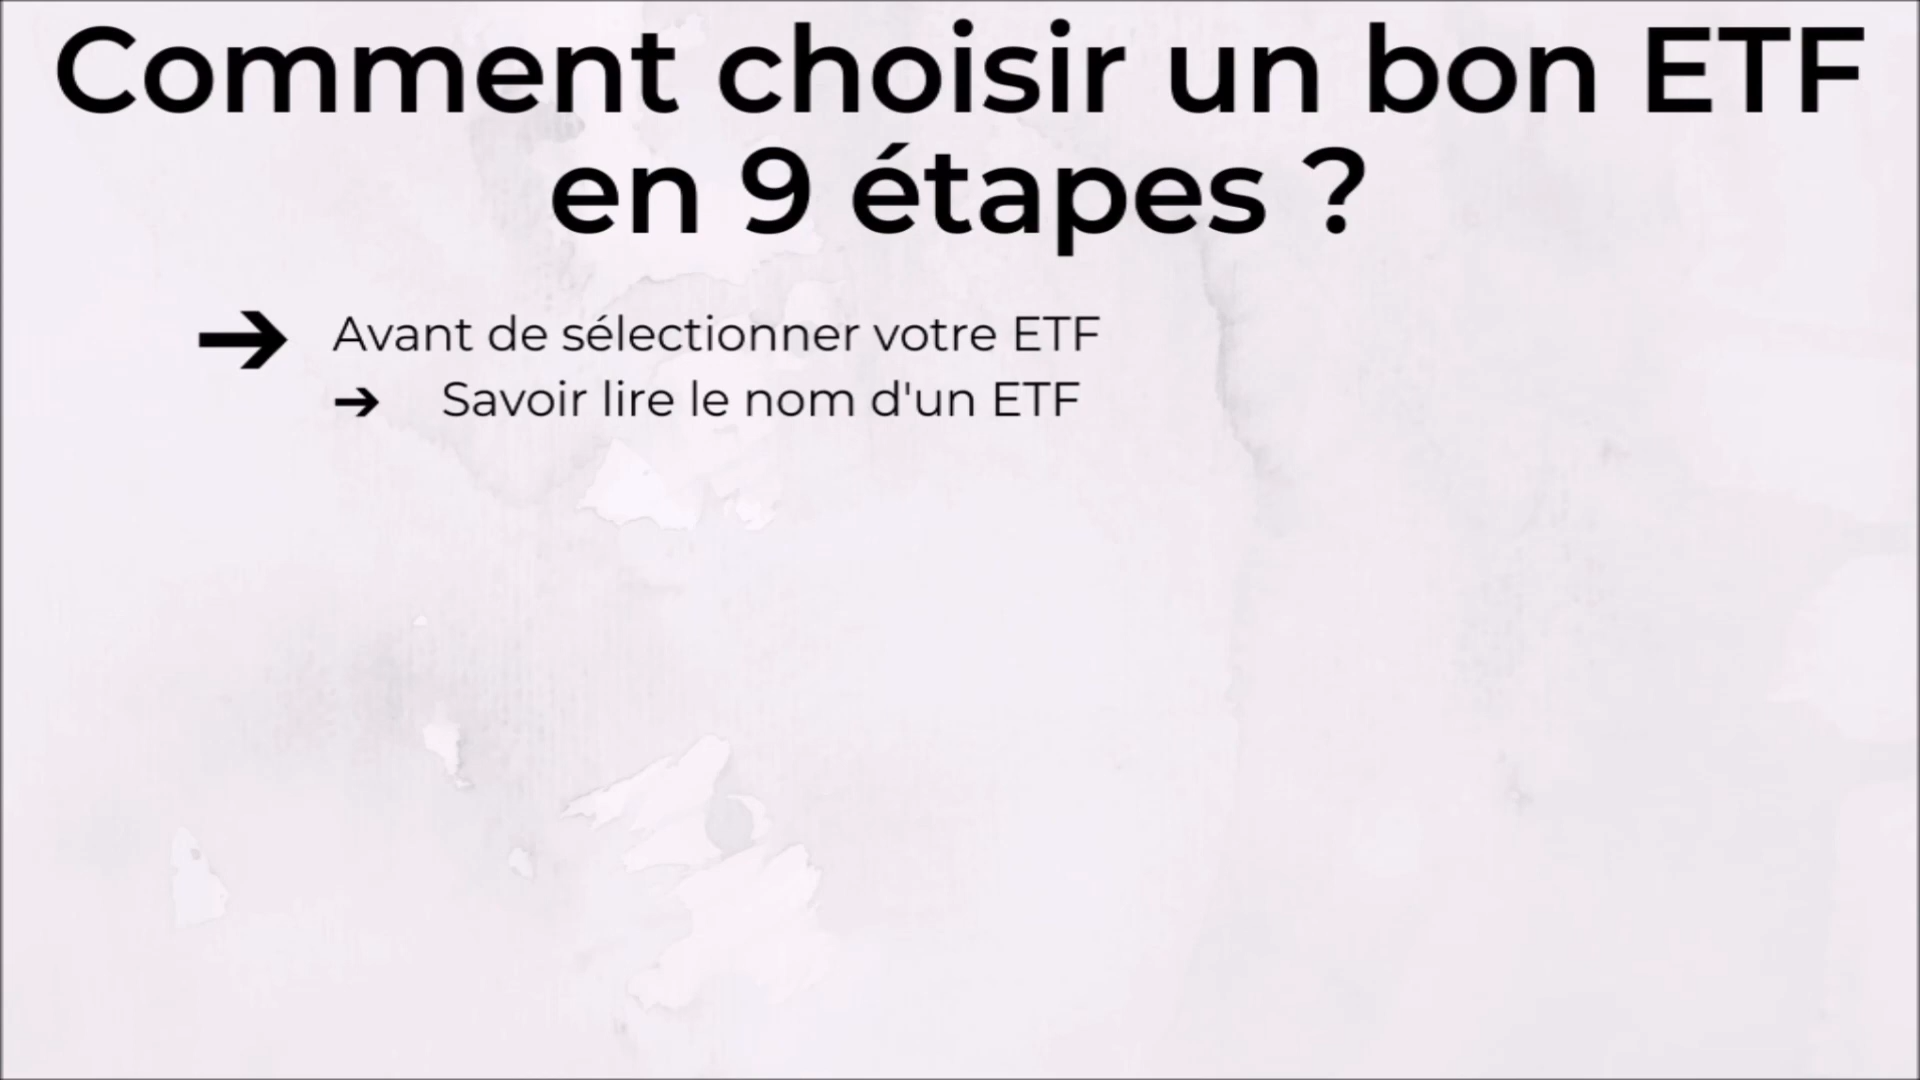 Comment choisir un bon ETF
en 9 étapes ?
➔ Avant de sélectionner votre ETF
➔ Savoir lire le nom d'un ETF